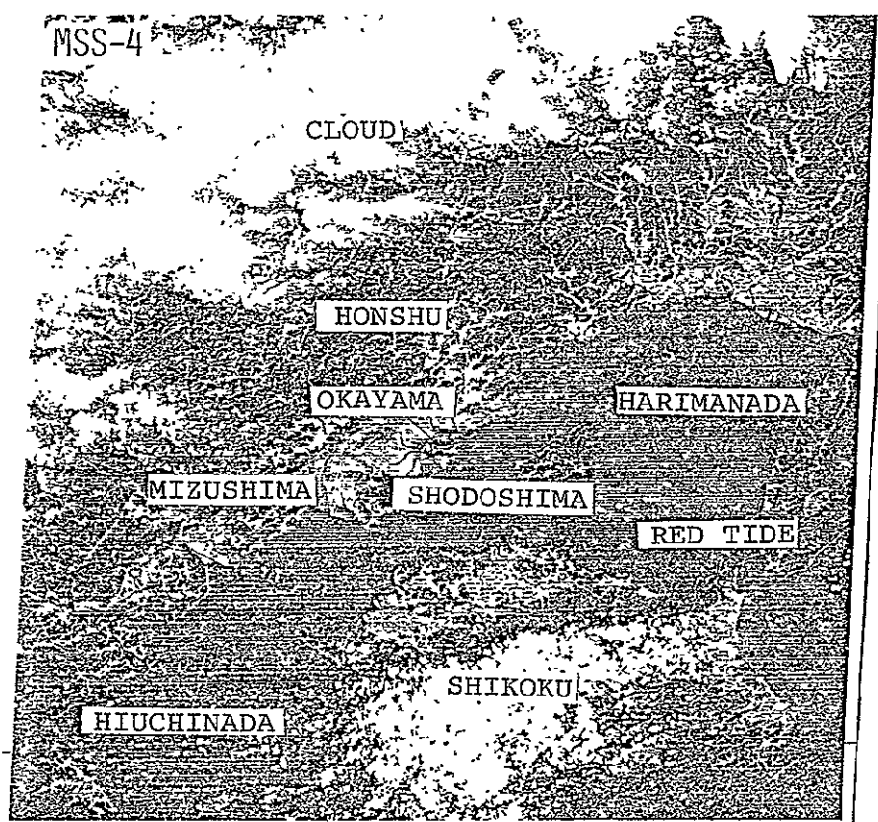 MSS-4
CLOUD
HONSHU
OKAYAMA
HARIMANADA
MIZUSHIMA
SHODOSHIMA
RED TIDE
SHIKOKU
HIUCHINADA